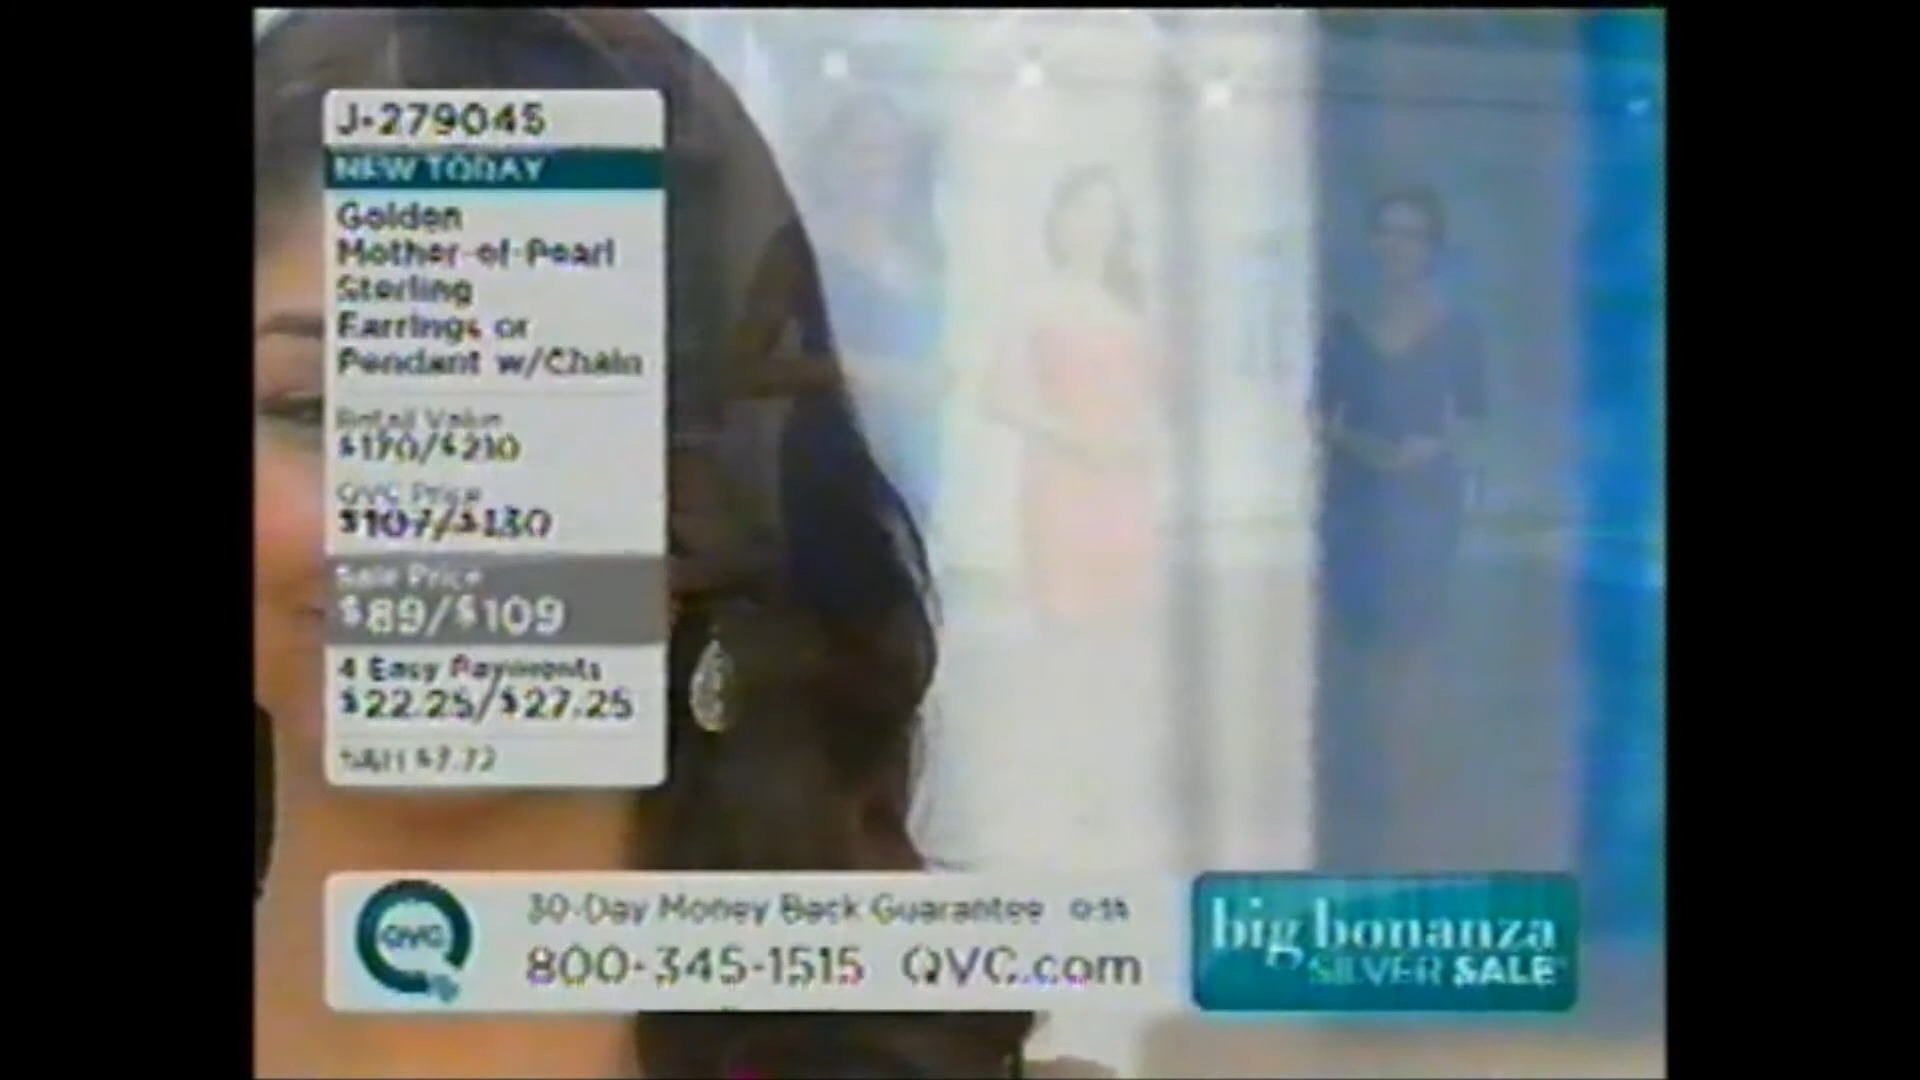 J-279045
NEW TODAY
Golden
Mother-of-Pearl
Sterling
Earrings or
Pendant w/Chain
Retail Value
$170/$210
QVC Price
$107/$130
Sale Price
$89/$109
4 Easy Payments
$22.25/$27.25
S&H $7.72
QVC
30-Day Money Back Guarantee
800-345-1515 QVC.com
big bonanza
SILVER SALE